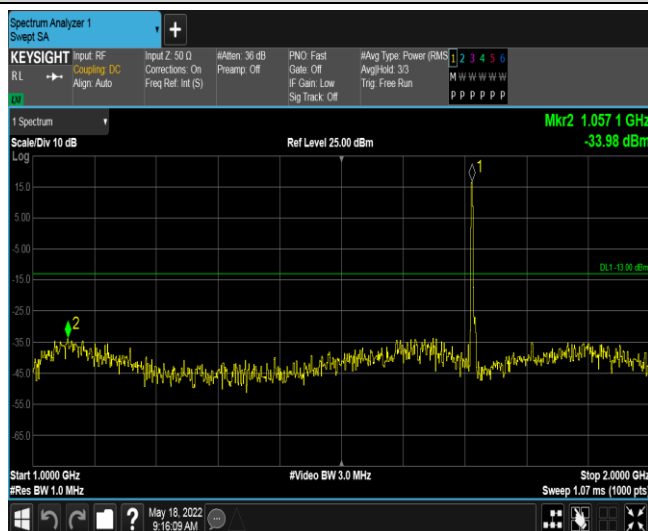 Spectrum Analyzer 1
Swept SA
+
KEYSIGHT Input: RF Input Z: 50 Ω #Atten: 36 dB PNO: Fast #Avg Type: Power (RMS 1 2 3 4 5 6
RL Coupling: DC Corrections: On Preamp: Off Gate: Off Avg|Hold: 3/3 M W W W W W
Align: Auto Freq Ref: Int (S) IF Gain: Low Trig: Free Run
Sig Track: Off P P P P P P
1 Spectrum Mkr2 1.057 1 GHz
Scale/Div 10 dB Ref Level 25.00 dBm -33.98 dBm
Log
1
15.0
5.00
-5.00
DL1 -13.00 dBm
-15.0
-25.0
2
-35.0
-45.0
-55.0
-65.0
Start 1.0000 GHz #Video BW 3.0 MHz Stop 2.0000 GHz
#Res BW 1.0 MHz Sweep 1.07 ms (1000 pts)
? May 18, 2022
9:16:09 AM